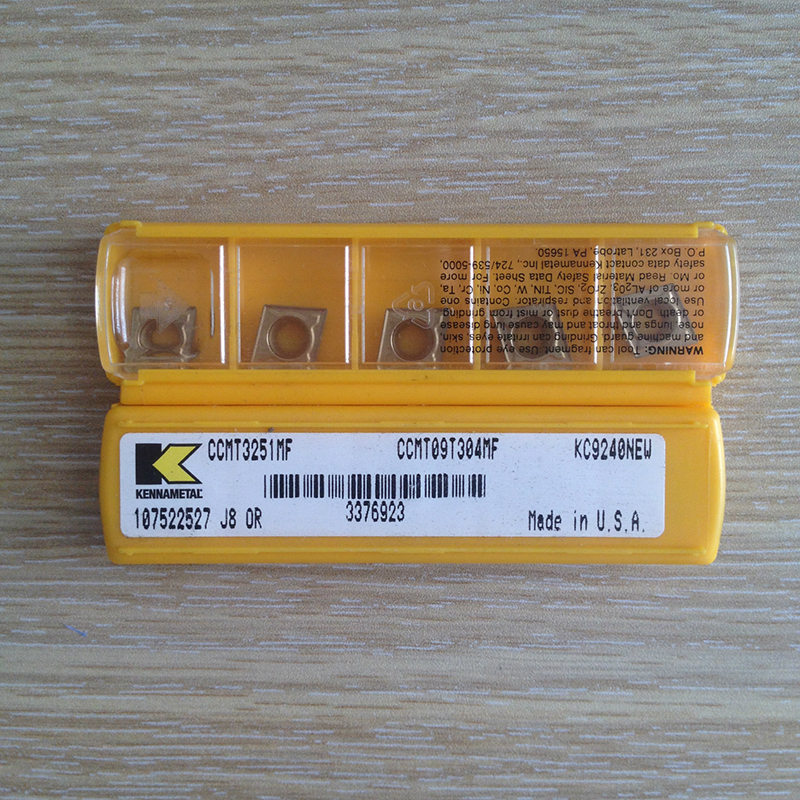 WARNING: Tool can fragment. Use eye protection
and machine guard. Grinding can irritate eyes, skin,
nose, lungs and throat and may cause lung disease
or death. Don't breathe dust or mist from grinding.
Use local ventilation and respirator. Contains one
or more of AL2O3, ZrO2, SIC, TIN, W, Co, Ni, Cr, Ta,
or Mo. Read Material Safety Data Sheet. For more
safety data contact Kennametal Inc., 724/539-5000,
P.O. Box 231, Latrobe, PA 15650.
CCMT3251MF CCMT09T304MF KC9240NEW
KENNAMETAL
107522527 J8 OR 3376923 Made in U.S.A.